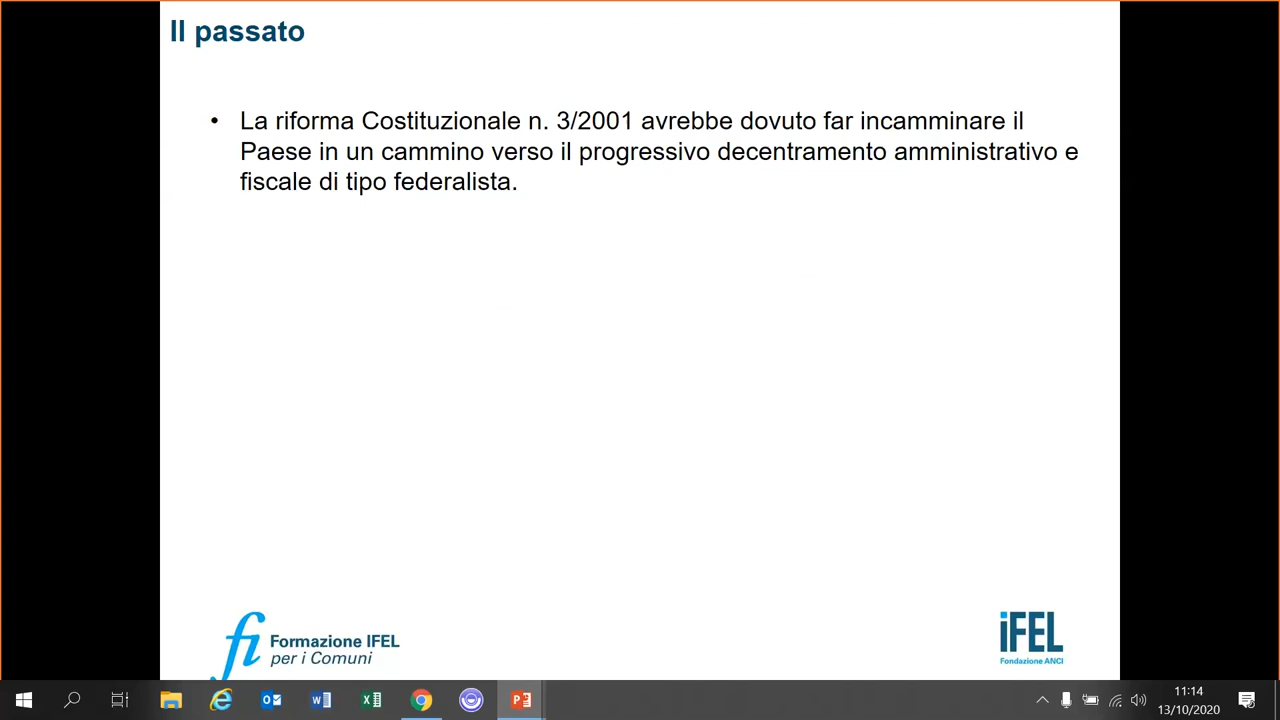 Il passato
• La riforma Costituzionale n. 3/2001 avrebbe dovuto far incamminare il
Paese in un cammino verso il progressivo decentramento amministrativo e
fiscale di tipo federalista.
fi Formazione IFEL
per i Comuni
iFEL
Fondazione ANCI
11:14
13/10/2020